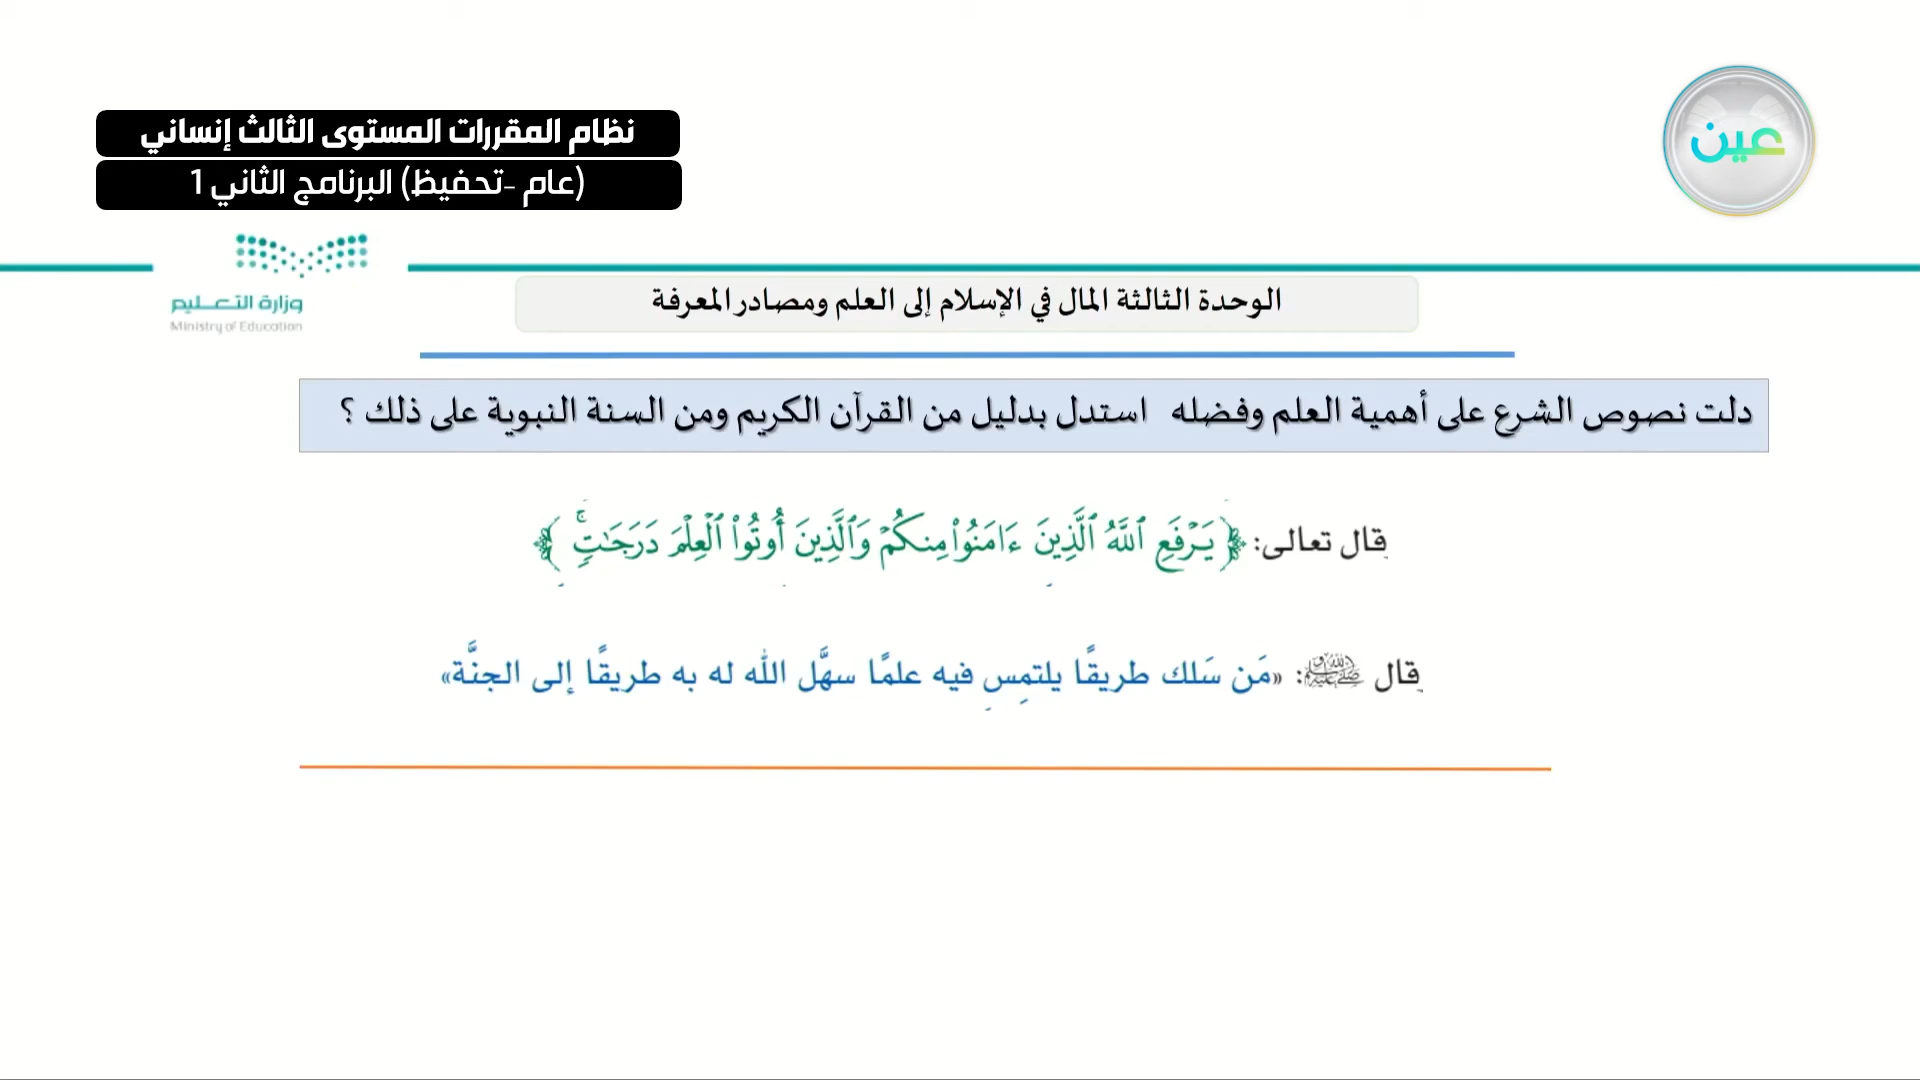 نظام المقررات المستوى الثالث إنساني
(عام -تحفيظ) البرنامج الثاني 1
عين
وزارة التعـــليم
Ministry of Education
الوحدة الثالثة المال في الإسلام إلى العلم ومصادر المعرفة
دلت نصوص الشرع على أهمية العلم وفضله استدل بدليل من القرآن الكريم ومن السنة النبوية على ذلك ؟
قال تعالى: ﴿يَرۡفَعِ ٱللَّهُ ٱلَّذِينَ ءَامَنُواْ مِنكُمۡ وَٱلَّذِينَ أُوتُواْ ٱلۡعِلۡمَ دَرَجَٰتٖۚ﴾
قال ﷺ: «مَن سَلك طريقًا يلتمِس فيه علمًا سهَّل الله له به طريقًا إلى الجنَّة»